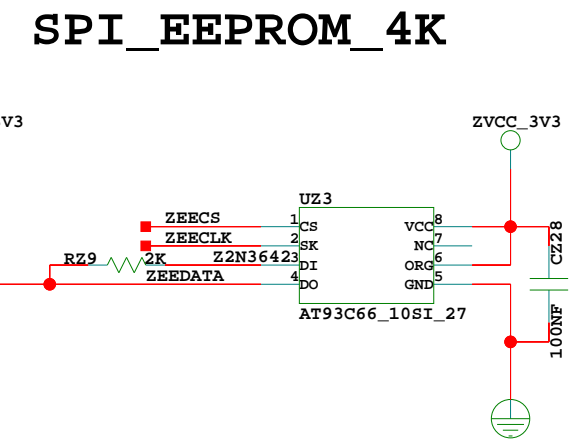 SPI_EEPROM_4K
V3
ZVCC_3V3
UZ3
ZEECS
1
CS
VCC
8
ZEECLK
2
SK
NC
7
RZ9
2K
Z2N3642
3
DI
ORG
6
ZEEDATA
4
DO
GND
5
AT93C66_10SI_27
CZ28
100NF